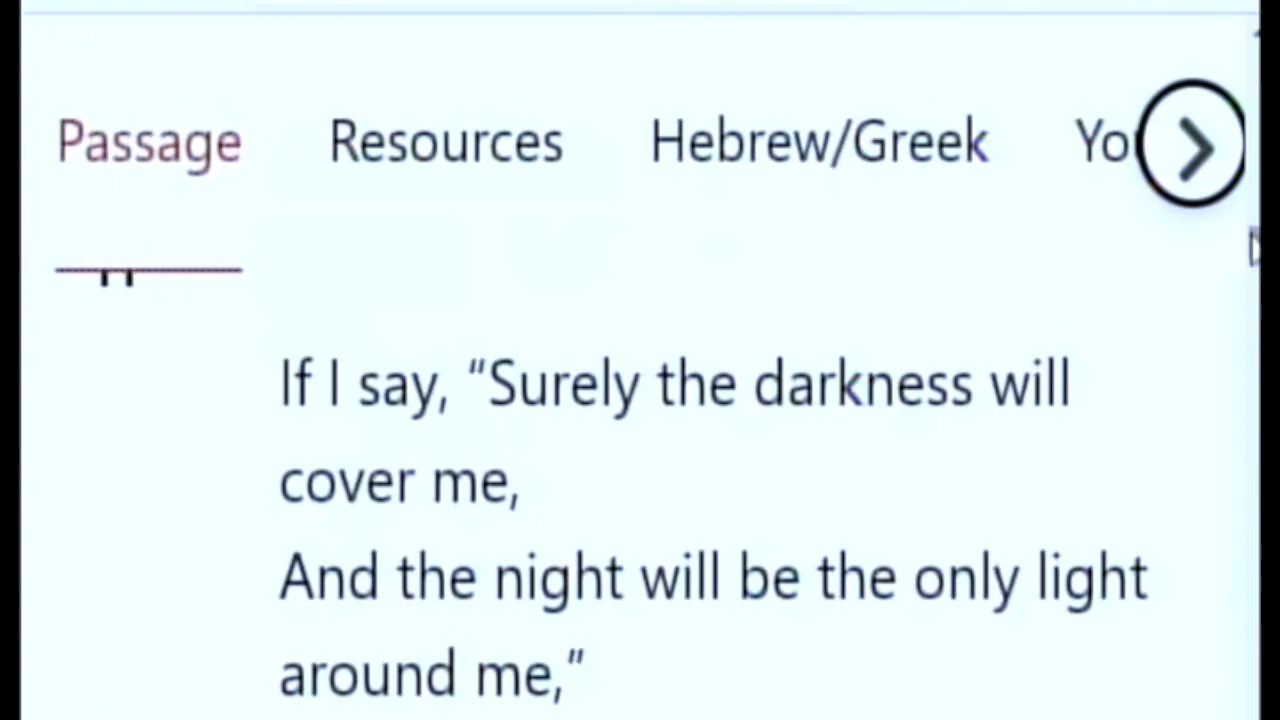 Passage Resources Hebrew/Greek
If I say, “Surely the darkness will
cover me,
And the night will be the only light
around me,”